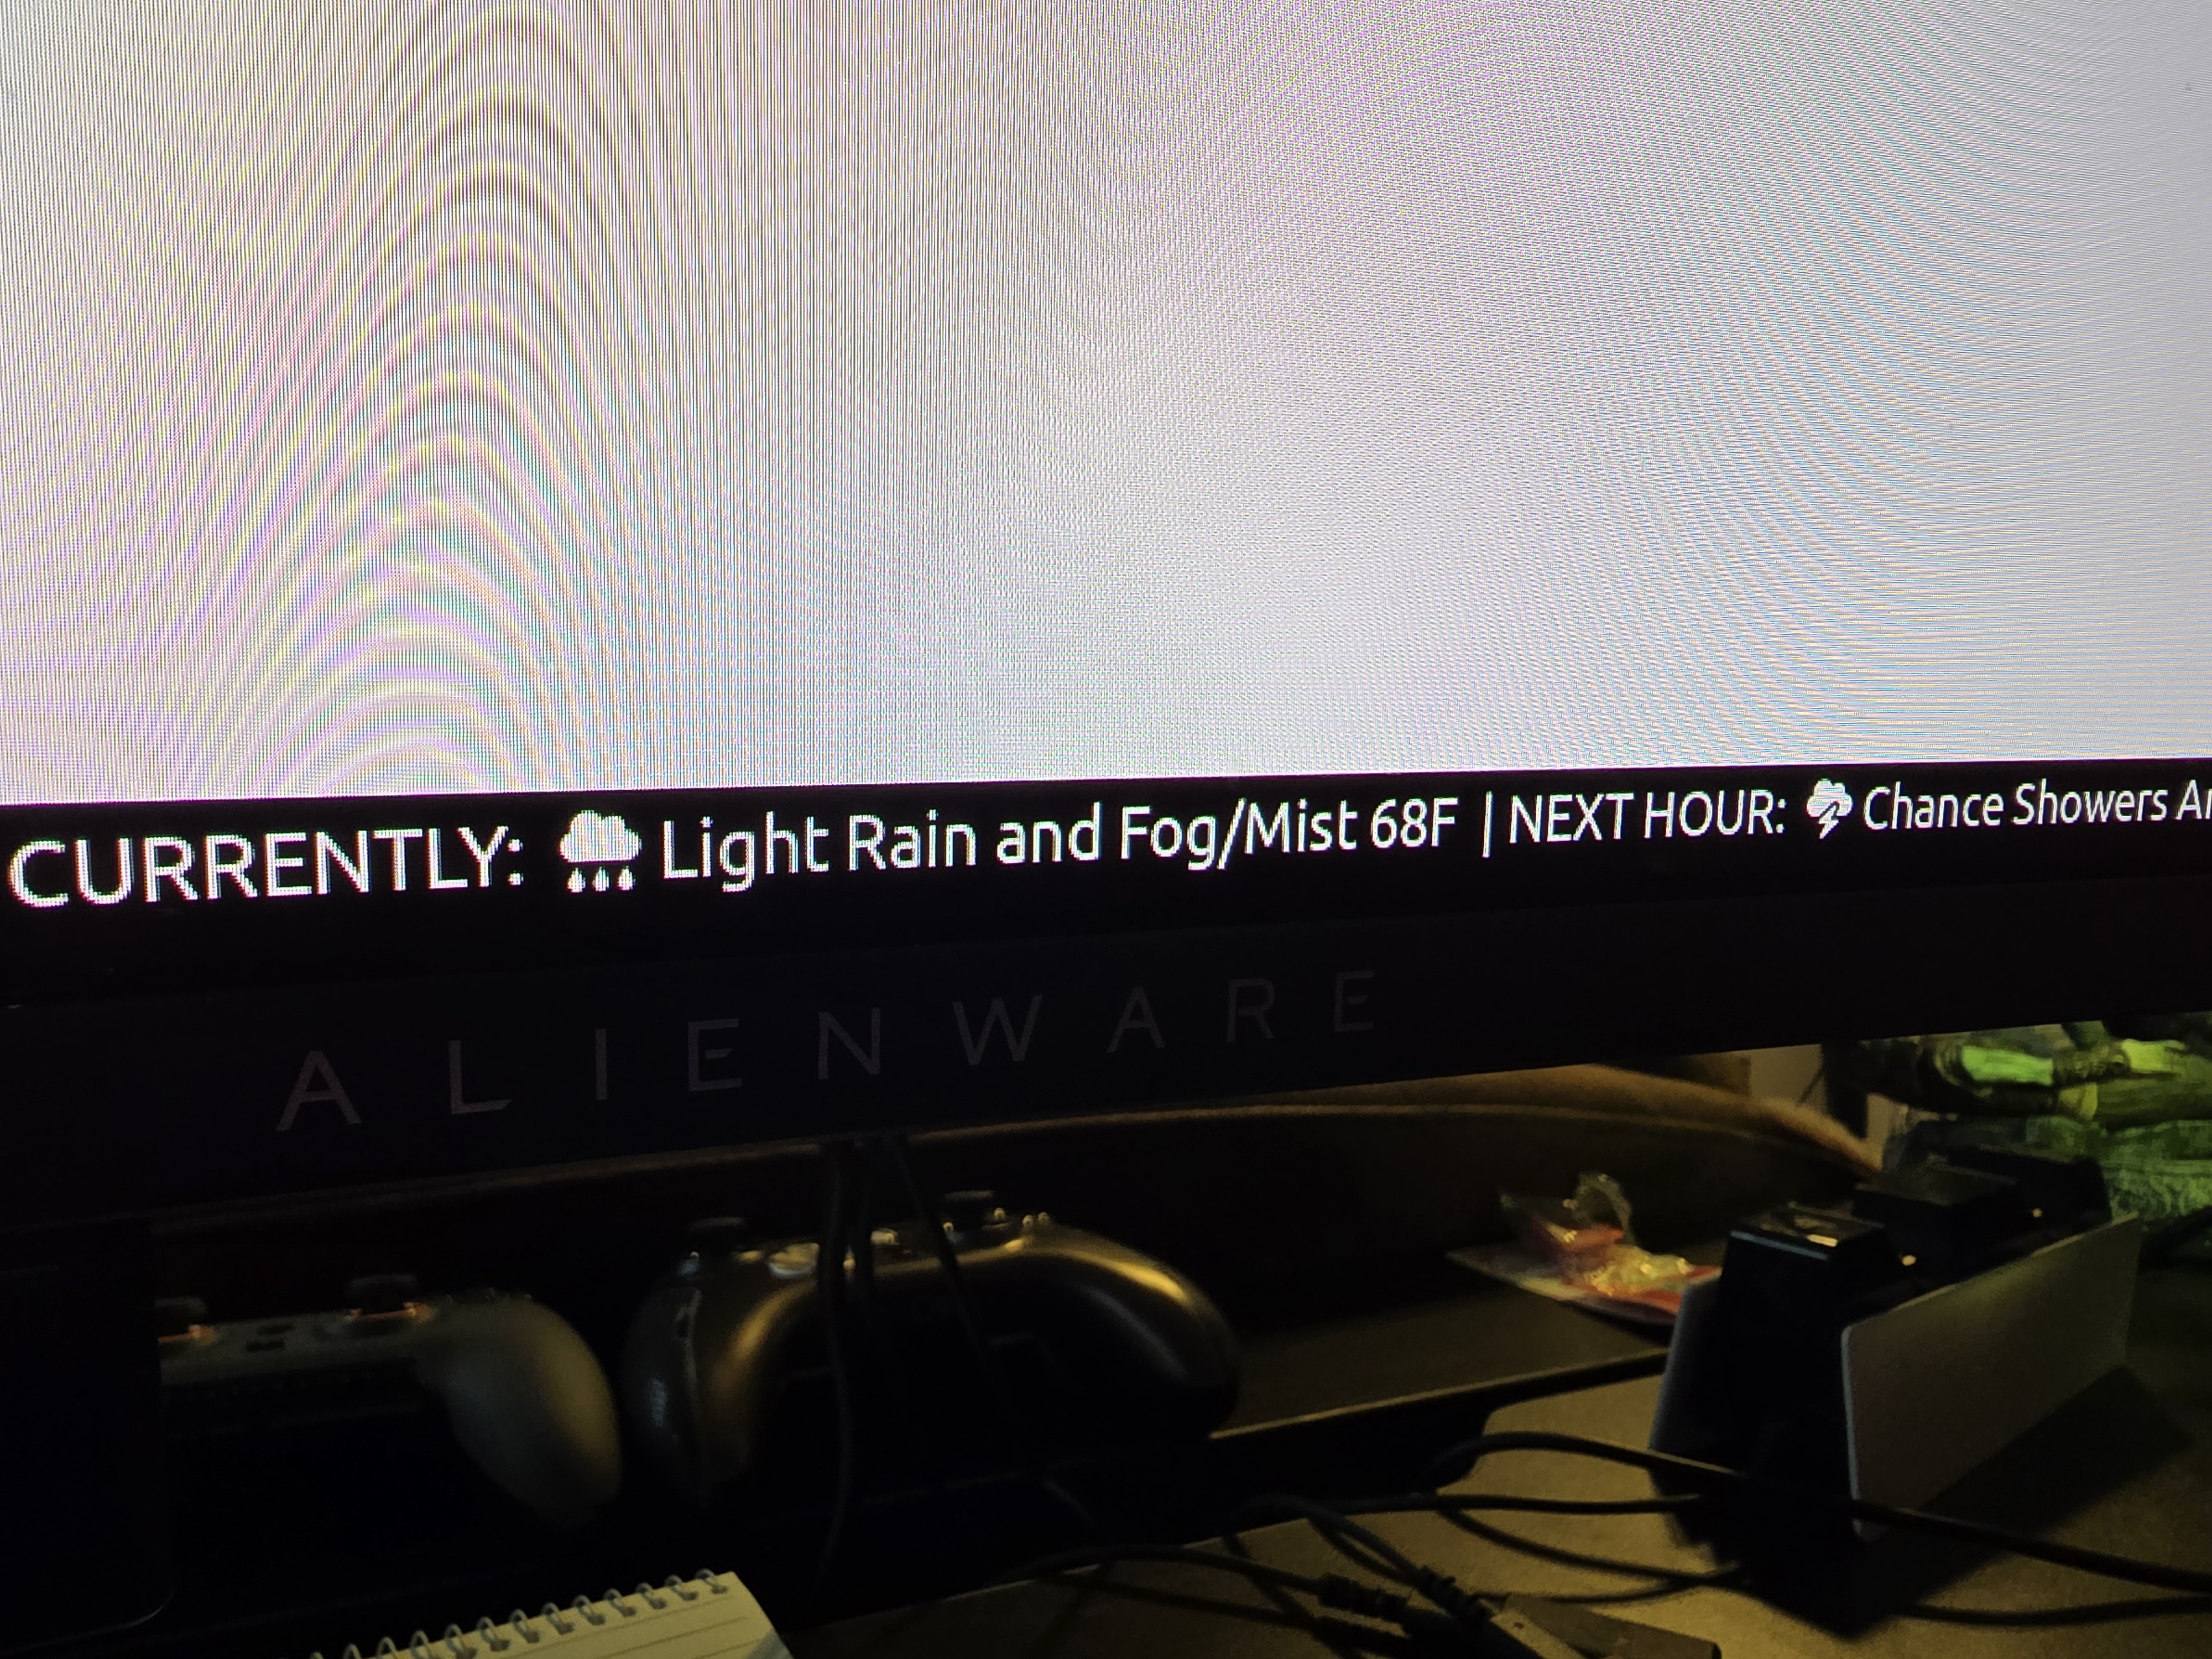 CURRENTLY: Light Rain and Fog/Mist 68F | NEXT HOUR: Chance Showers
ALIENWARE